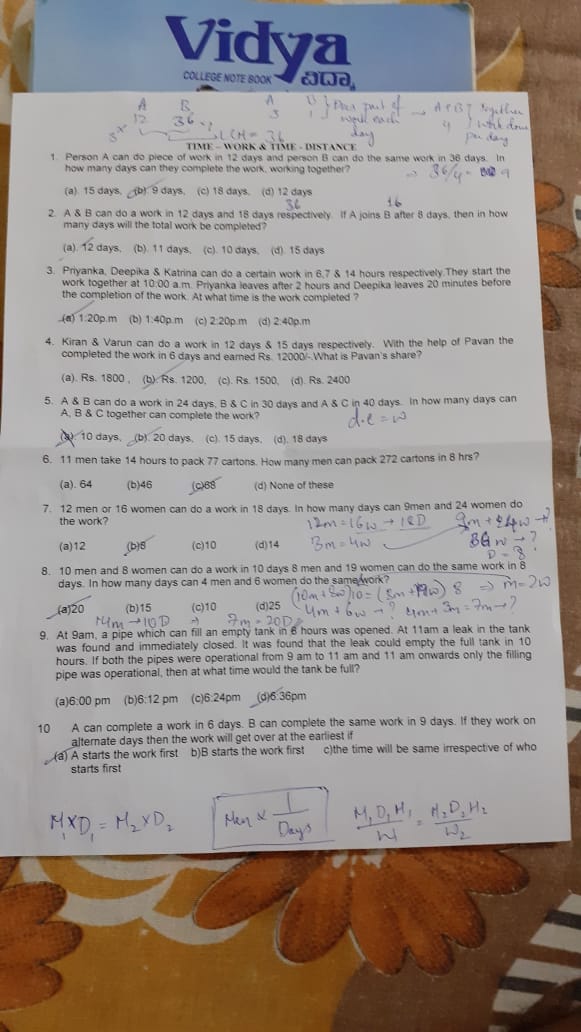 Vidya
COLLEGE NOTE BOOK
ವಿದ್ಯಾ
A B A B } Man part of → A & B } together
12 36 3 1 work each 4 } work done
3x LCM = 36 day per day
TIME – WORK & TIME - DISTANCE
1. Person A can do piece of work in 12 days and person B can do the same work in 36 days. In
how many days can they complete the work, working together? ⇒ 36/4 = 9
(a). 15 days, (b). 9 days, (c) 18 days, (d) 12 days
36 16
2. A & B can do a work in 12 days and 18 days respectively. If A joins B after 8 days, then in how
many days will the total work be completed?
(a). 12 days, (b). 11 days, (c). 10 days, (d). 15 days
3. Priyanka, Deepika & Katrina can do a certain work in 6,7 & 14 hours respectively.They start the
work together at 10:00 a.m. Priyanka leaves after 2 hours and Deepika leaves 20 minutes before
the completion of the work. At what time is the work completed ?
(a) 1:20p.m (b) 1:40p.m (c) 2:20p.m (d) 2:40p.m
4. Kiran & Varun can do a work in 12 days & 15 days respectively. With the help of Pavan the
completed the work in 6 days and earned Rs. 12000/-.What is Pavan's share?
(a). Rs. 1800 , (b). Rs. 1200, (c). Rs. 1500, (d). Rs. 2400
5. A & B can do a work in 24 days, B & C in 30 days and A & C in 40 days. In how many days can
A, B & C together can complete the work? d.e = w
(a). 10 days, (b). 20 days, (c). 15 days, (d). 18 days
6. 11 men take 14 hours to pack 77 cartons. How many men can pack 272 cartons in 8 hrs?
(a). 64 (b)46 (c)68 (d) None of these
7. 12 men or 16 women can do a work in 18 days. In how many days can 9men and 24 women do
the work? 12m = 16w → 18D 9m + 24w → ?
(a)12 (b)8 (c)10 (d)14 3m = 4w 36w → ?
D = 8
8. 10 men and 8 women can do a work in 10 days 8 men and 19 women can do the same work in 8
days. In how many days can 4 men and 6 women do the same work? (10m + 8w)10 = (8m + 19w) 8 ⇒ m = 2w
(a)20 (b)15 (c)10 (d)25 4m + 6w → ? 4m + 3m = 7m → ?
14m → 10D ⇒ 7m = 20D
9. At 9am, a pipe which can fill an empty tank in 6 hours was opened. At 11am a leak in the tank
was found and immediately closed. It was found that the leak could empty the full tank in 10
hours. If both the pipes were operational from 9 am to 11 am and 11 am onwards only the filling
pipe was operational, then at what time would the tank be full?
(a)6:00 pm (b)6:12 pm (c)6:24pm (d)6:36pm
10 A can complete a work in 6 days. B can complete the same work in 9 days. If they work on
alternate days then the work will get over at the earliest if
(a) A starts the work first b)B starts the work first c)the time will be same irrespective of who
starts first
M₁ X D₁ = M₂ X D₂ Men ∝ 1/Days M₁D₁H₁/W = M₂D₂H₂/W₂